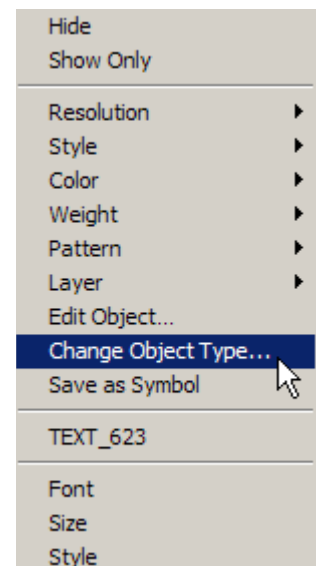 Hide
Show Only
Resolution
Style
Color
Weight
Pattern
Layer
Edit Object...
Change Object Type...
Save as Symbol
TEXT_623
Font
Size
Style